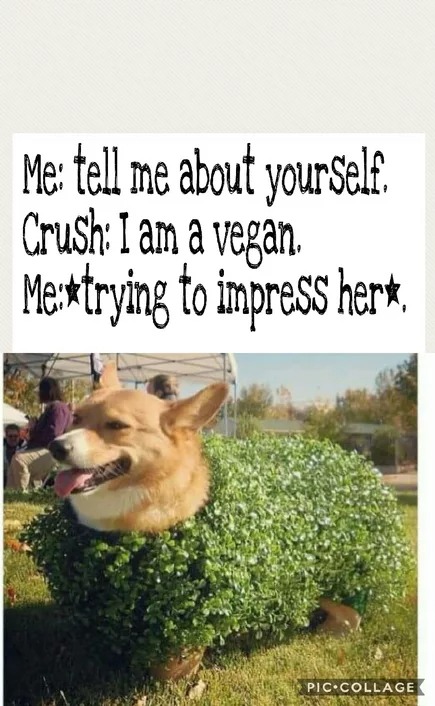 Me: tell me about yourself.
Crush: I am a vegan.
Me:★trying to impress her★.
PIC•COLLAGE